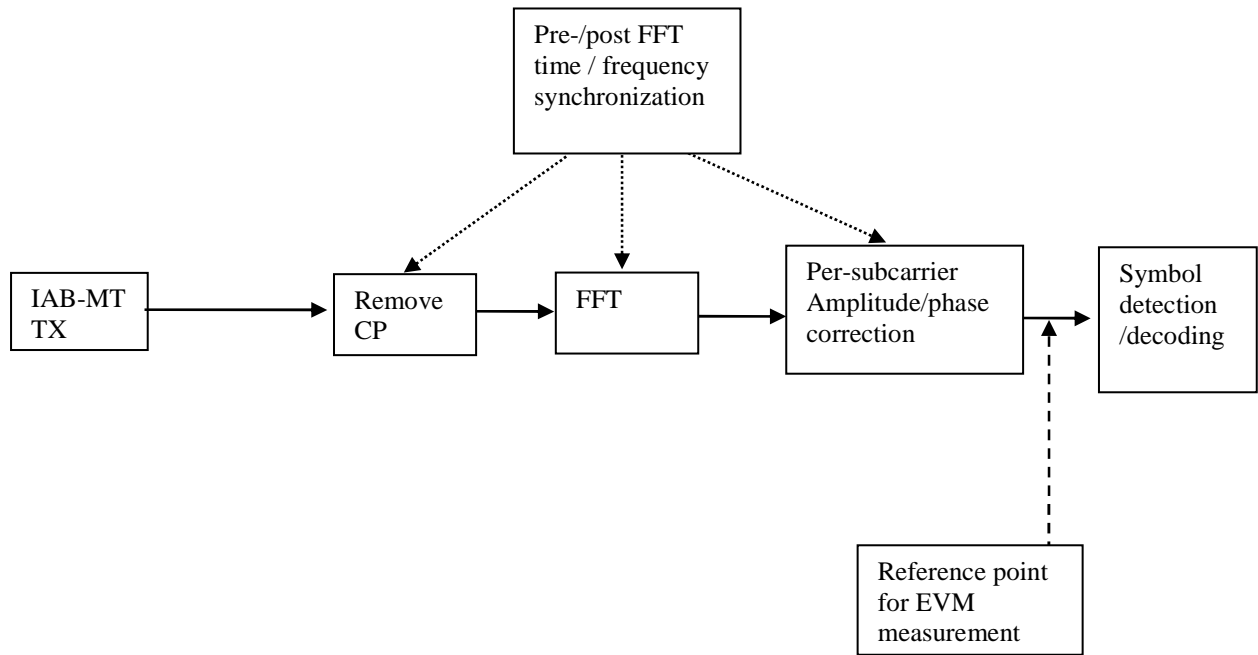 Pre-/post FFT
time / frequency
synchronization
IAB-MT
TX
Remove
CP
FFT
Per-subcarrier
Amplitude/phase
correction
Symbol
detection
/decoding
Reference point
for EVM
measurement